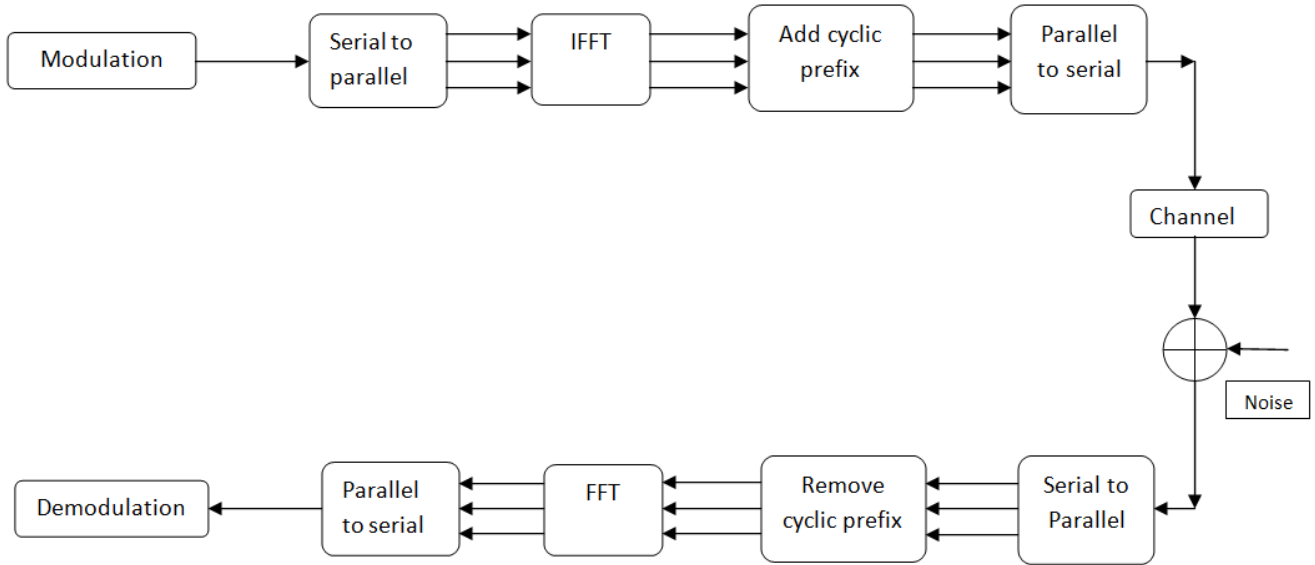 Modulation
Serial to
parallel
IFFT
Add cyclic
prefix
Parallel
to serial
Channel
Noise
Demodulation
Parallel
to serial
FFT
Remove
cyclic prefix
Serial to
Parallel